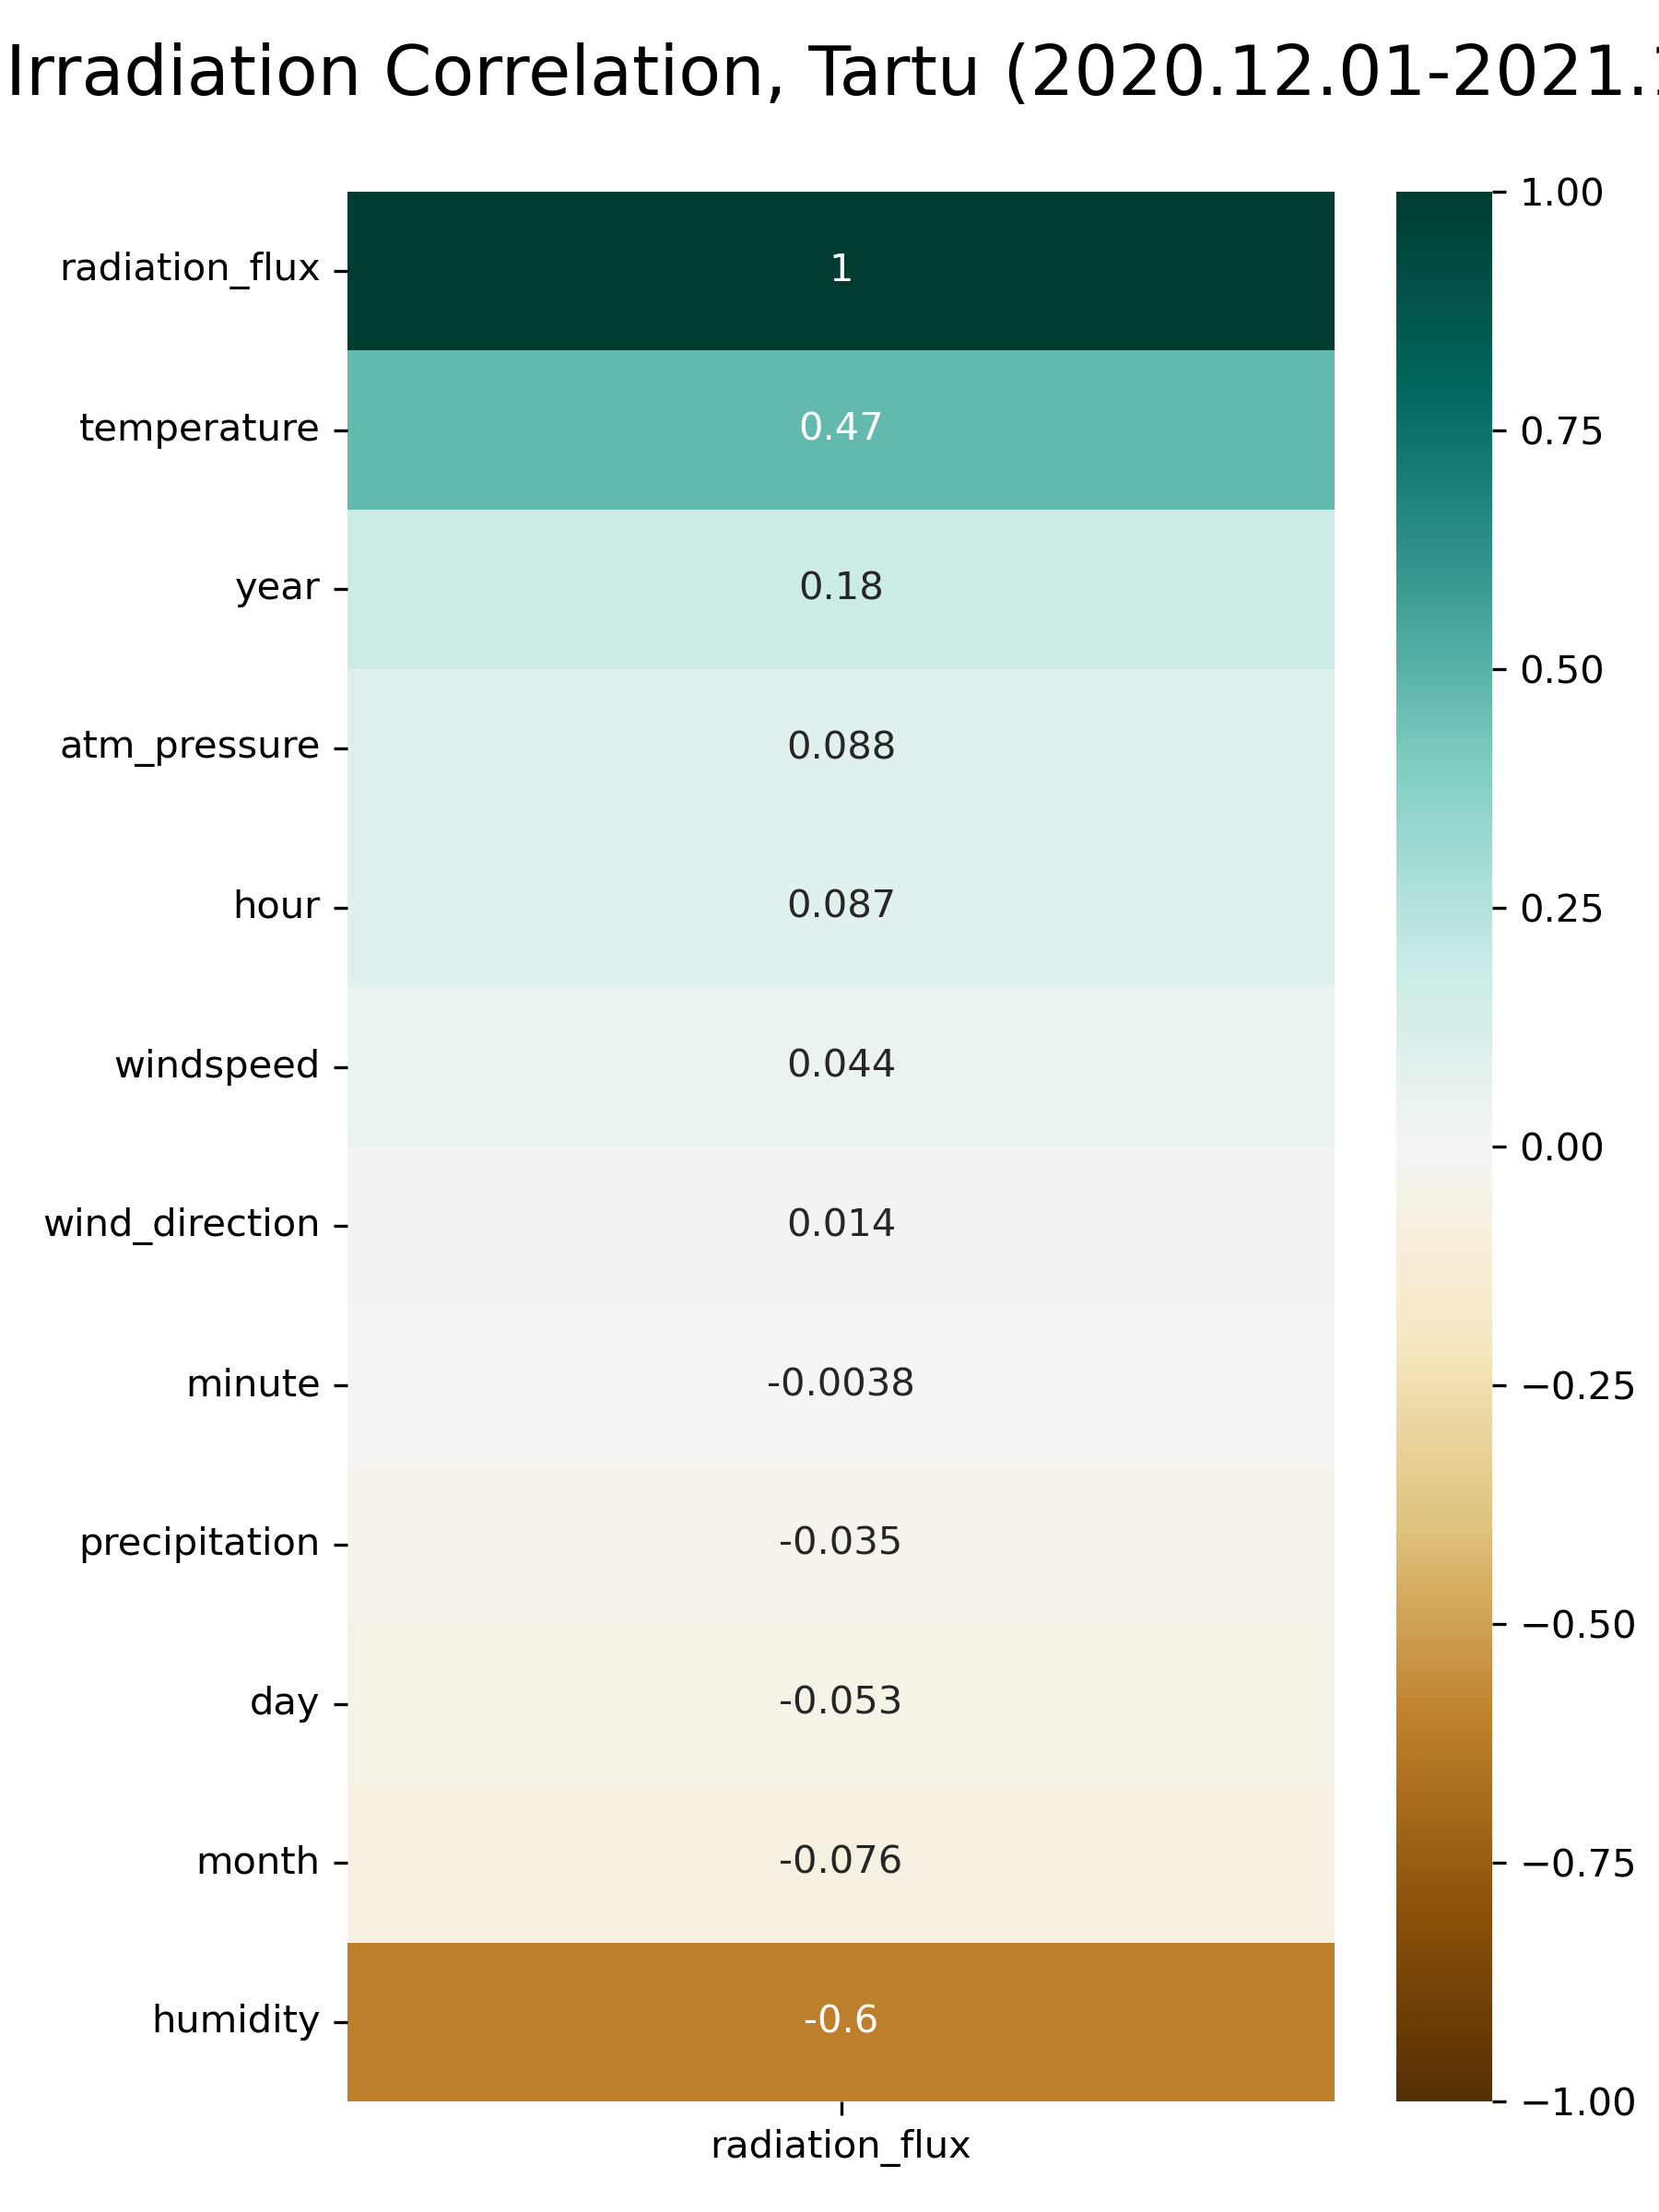 Irradiation Correlation, Tartu (2020.12.01-2021.
1.00
radiation_flux 1
temperature 0.47
0.75
year 0.18
0.50
atm_pressure 0.088
hour 0.087
0.25
windspeed 0.044
0.00
wind_direction 0.014
minute -0.0038
−0.25
precipitation -0.035
−0.50
day -0.053
month -0.076
−0.75
humidity -0.6
−1.00
radiation_flux